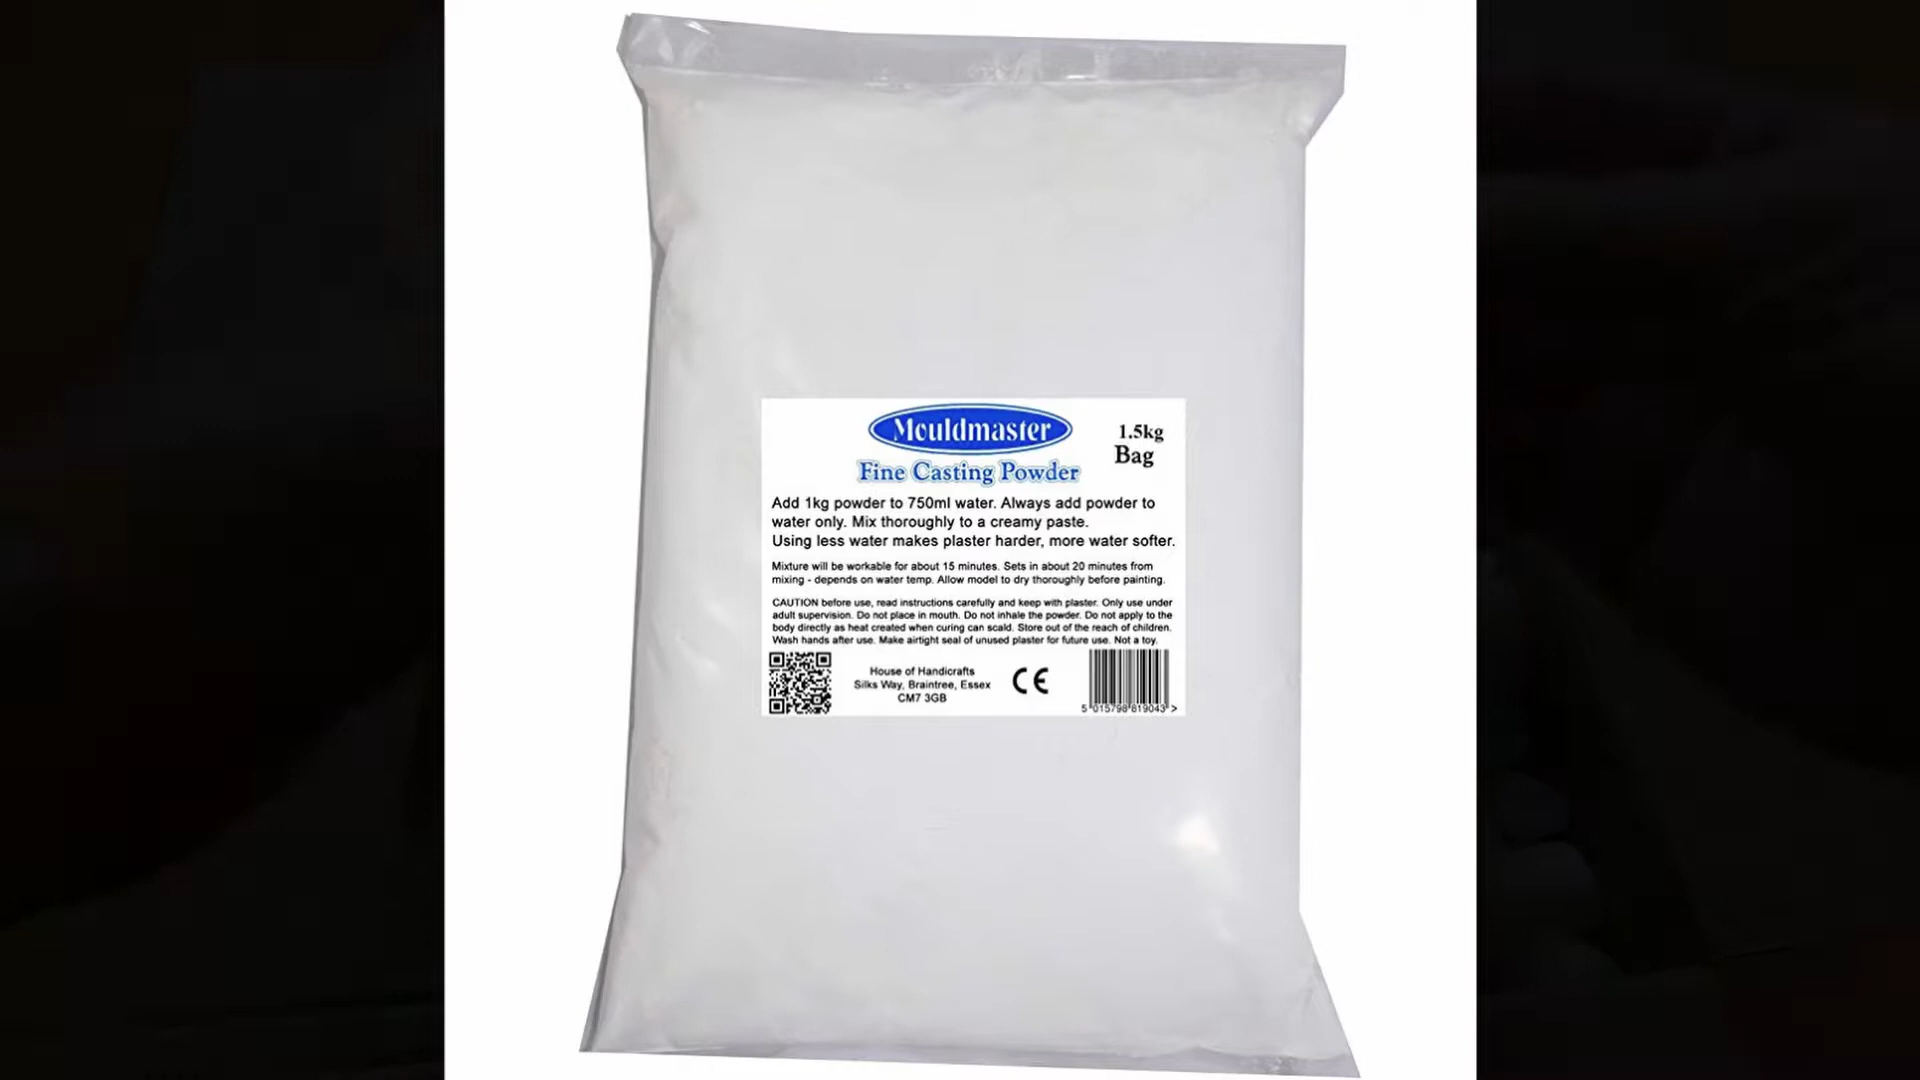 Mouldmaster
1.5kg
Bag
Fine Casting Powder
Add 1kg powder to 750ml water. Always add powder to
water only. Mix thoroughly to a creamy paste.
Using less water makes plaster harder, more water softer.
Mixture will be workable for about 15 minutes. Sets in about 20 minutes from
mixing - depends on water temp. Allow model to dry thoroughly before painting.
CAUTION before use, read instructions carefully and keep with plaster. Only use under
adult supervision. Do not place in mouth. Do not inhale the powder. Do not apply to the
body directly as heat created when curing can scald. Store out of the reach of children.
Wash hands after use. Make airtight seal of unused plaster for future use. Not a toy.
House of Handicrafts
Silks Way, Braintree, Essex
CM7 3GB
CE
5 015798 819043 >